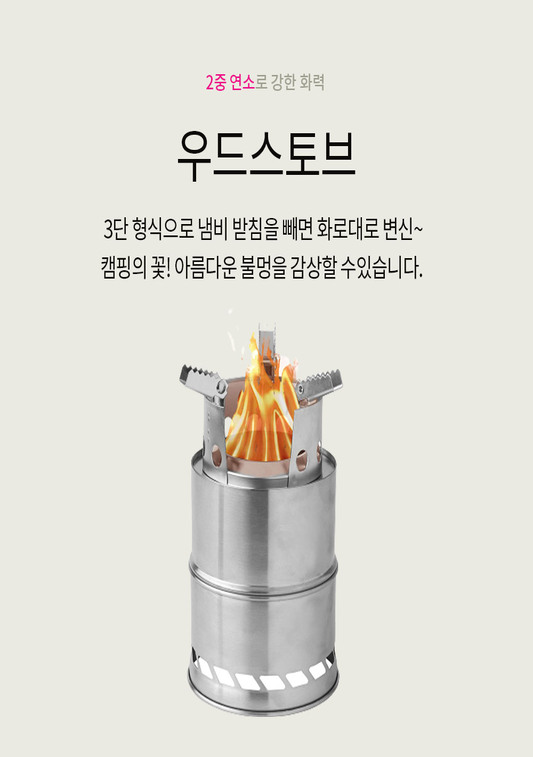 2중 연소로 강한 화력
우드스토브
3단 형식으로 냄비 받침을 빼면 화로대로 변신~
캠핑의 꽃! 아름다운 불멍을 감상할 수있습니다.